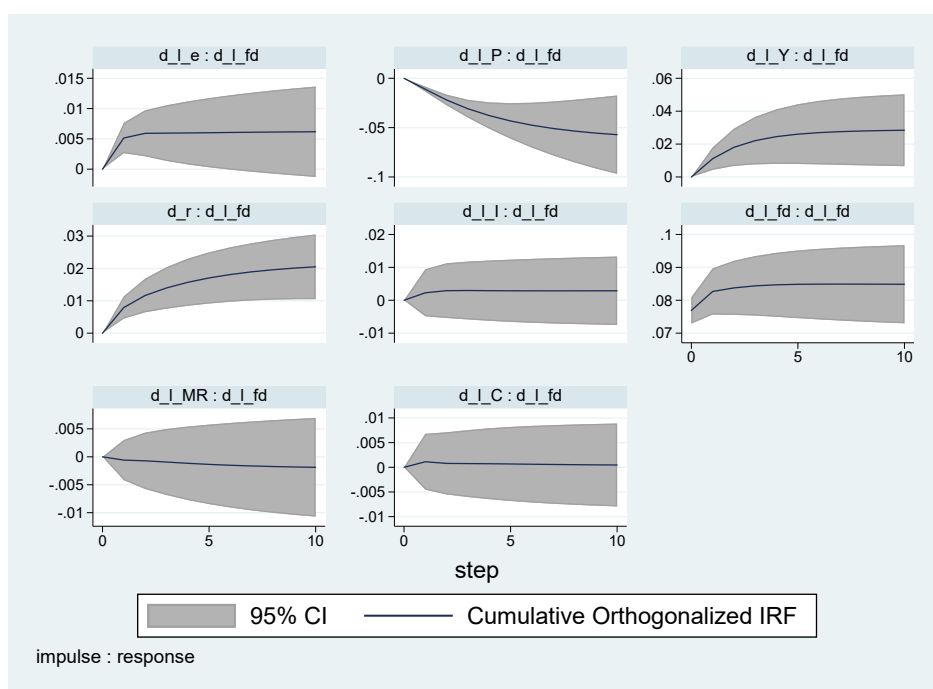 d_l_e : d_l_fd
d_l_P : d_l_fd
d_l_Y : d_l_fd
.015
.01
.005
0
0
-.05
-.1
.06
.04
.02
0
d_r : d_l_fd
d_l_I : d_l_fd
d_l_fd : d_l_fd
.03
.02
.01
0
.02
.01
0
-.01
.1
.09
.08
.07
0 5 10
d_l_MR : d_l_fd
d_l_C : d_l_fd
.005
0
-.005
-.01
.01
.005
0
-.005
-.01
0 5 10
0 5 10
step
95% CI Cumulative Orthogonalized IRF
impulse : response